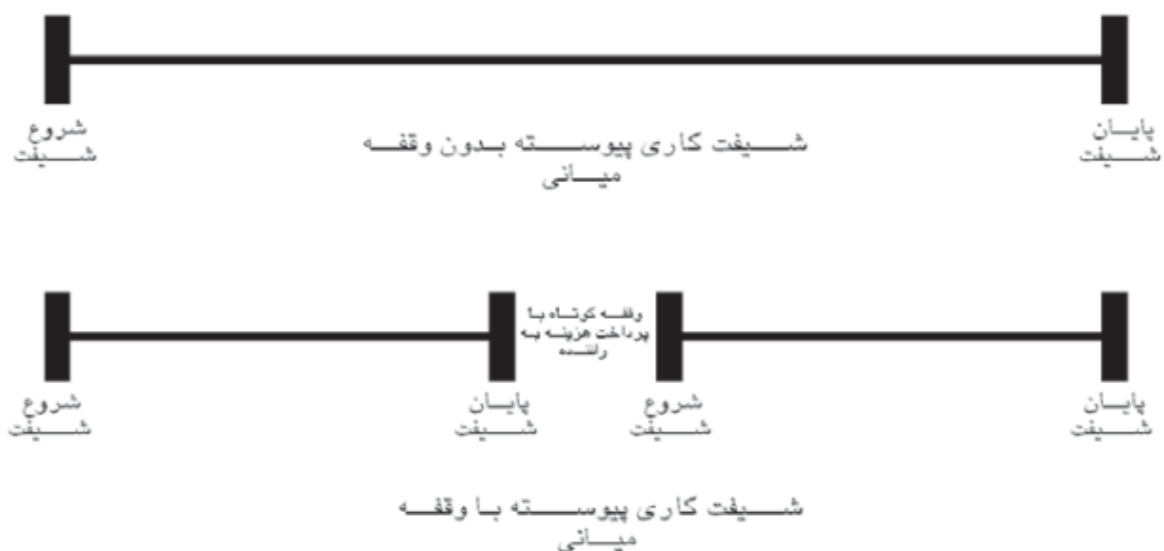 شروع
شیفت
پایان
شیفت
شیفت کاری پیوسته بدون وقفه
میانی
وقفه کوتاه با
پرداخت هزینه به
راننده
شروع
شیفت
پایان
شیفت
شروع
شیفت
پایان
شیفت
شیفت کاری پیوسته با وقفه
میانی